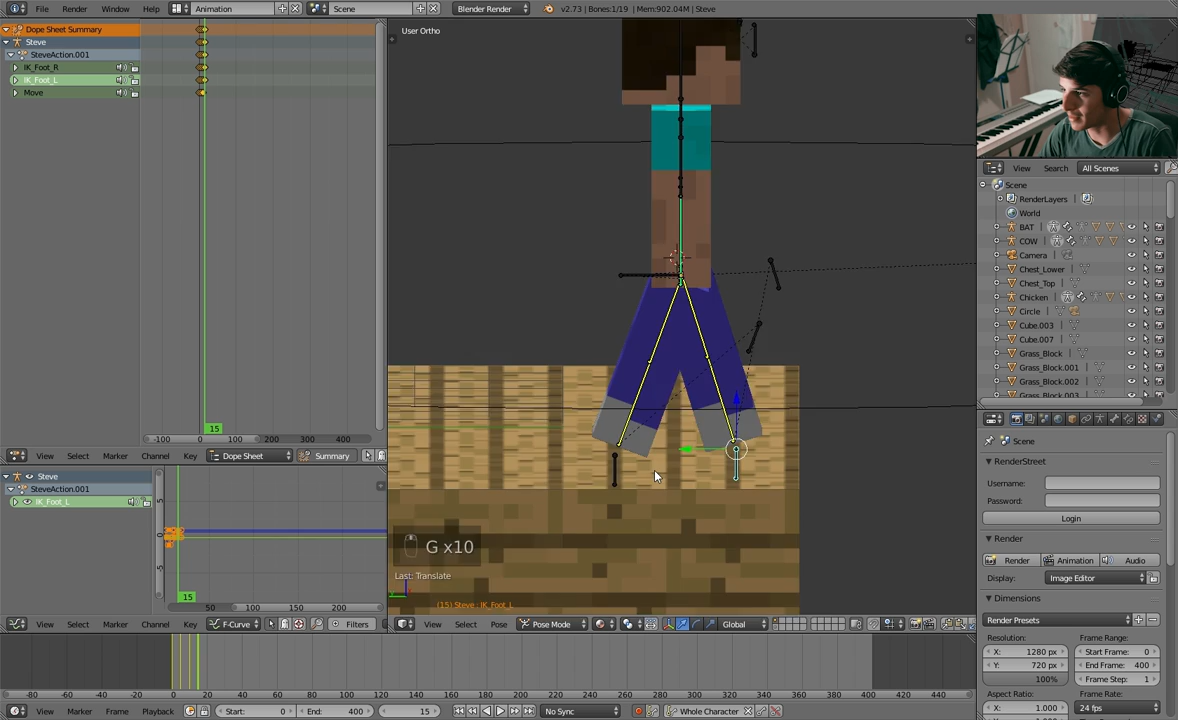 File Render Window Help Animation Scene Blender Render v2.73 | Bones:1/19 | Mem:902.04M | Steve
Dope Sheet Summary
Steve
SteveAction.001
IK_Foot_R
IK_Foot_L
Move
15
-100 0 100 200 300 400
View Select Marker Channel Key Dope Sheet Summary
Steve
SteveAction.001
IK_Foot_L
5
0
-5
15
50 100 150 200
View Select Marker Channel Key F-Curve Filters
User Ortho
G x10
Last: Translate
(15) Steve : IK_Foot_L
View Select Pose Pose Mode Global
View Search All Scenes
Scene
RenderLayers
World
BAT
COW
Camera
Chest_Lower
Chest_Top
Chicken
Circle
Cube.003
Cube.007
Grass_Block
Grass_Block.001
Grass_Block.002
Grass_Block.003
Scene
RenderStreet
Username:
Password:
Login
Render
Render Animation Audio
Display: Image Editor
Dimensions
Render Presets
Resolution: Frame Range:
X: 1280 px Start Frame: 0
Y: 720 px End Frame: 400
100% Frame Step: 1
Aspect Ratio: Frame Rate:
X: 1.000 24 fps
-80 -60 -40 -20 0 20 40 60 80 100 120 140 160 180 200 220 240 260 280 300 320 340 360 380 400 420 440
View Marker Frame Playback Start: 0 End: 400 15 No Sync Whole Character